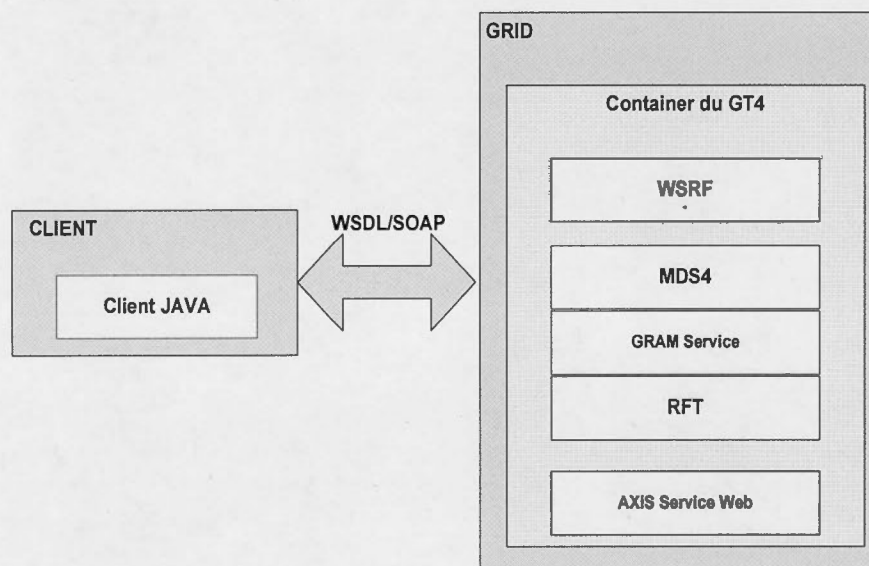 GRID
Container du GT4
WSRF
CLIENT
WSDL/SOAP
Client JAVA
MDS4
GRAM Service
RFT
AXIS Service Web